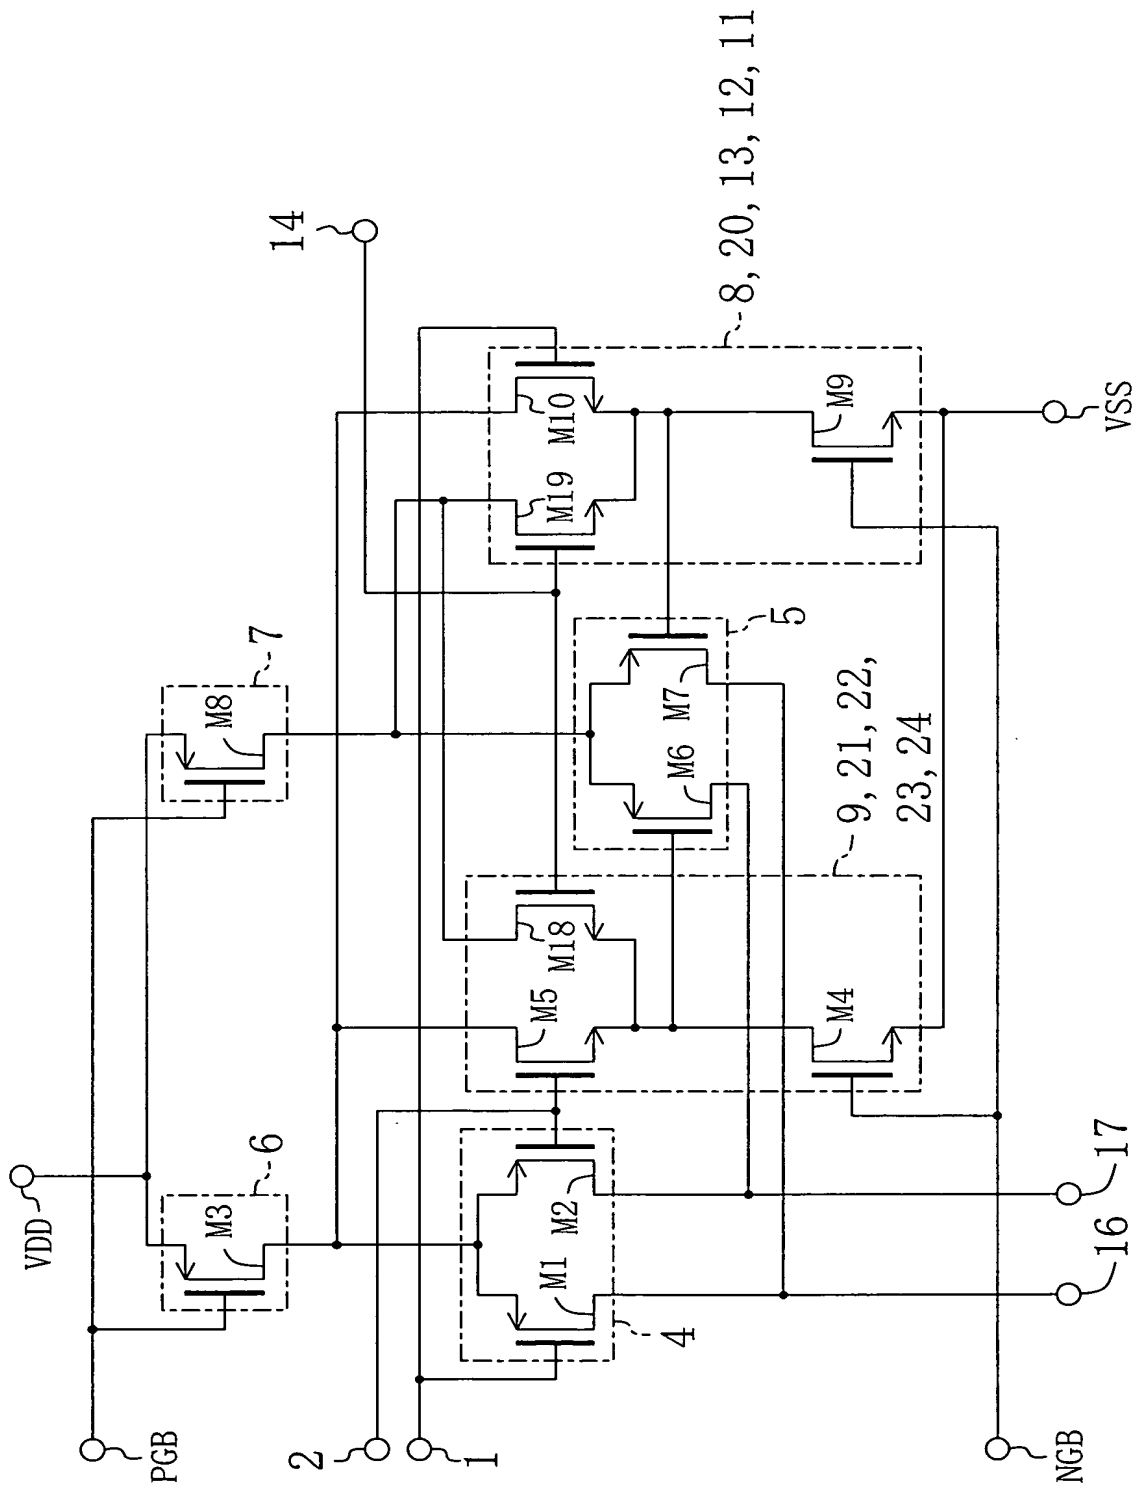 14
8, 20, 13, 12, 11
7
M8
M10
M19
M9
VSS
5
M7
M6
9, 21, 22,
23, 24
M18
M5
M4
VDD
6
M3
M2
M1
4
17
16
PGB
2
1
NGB